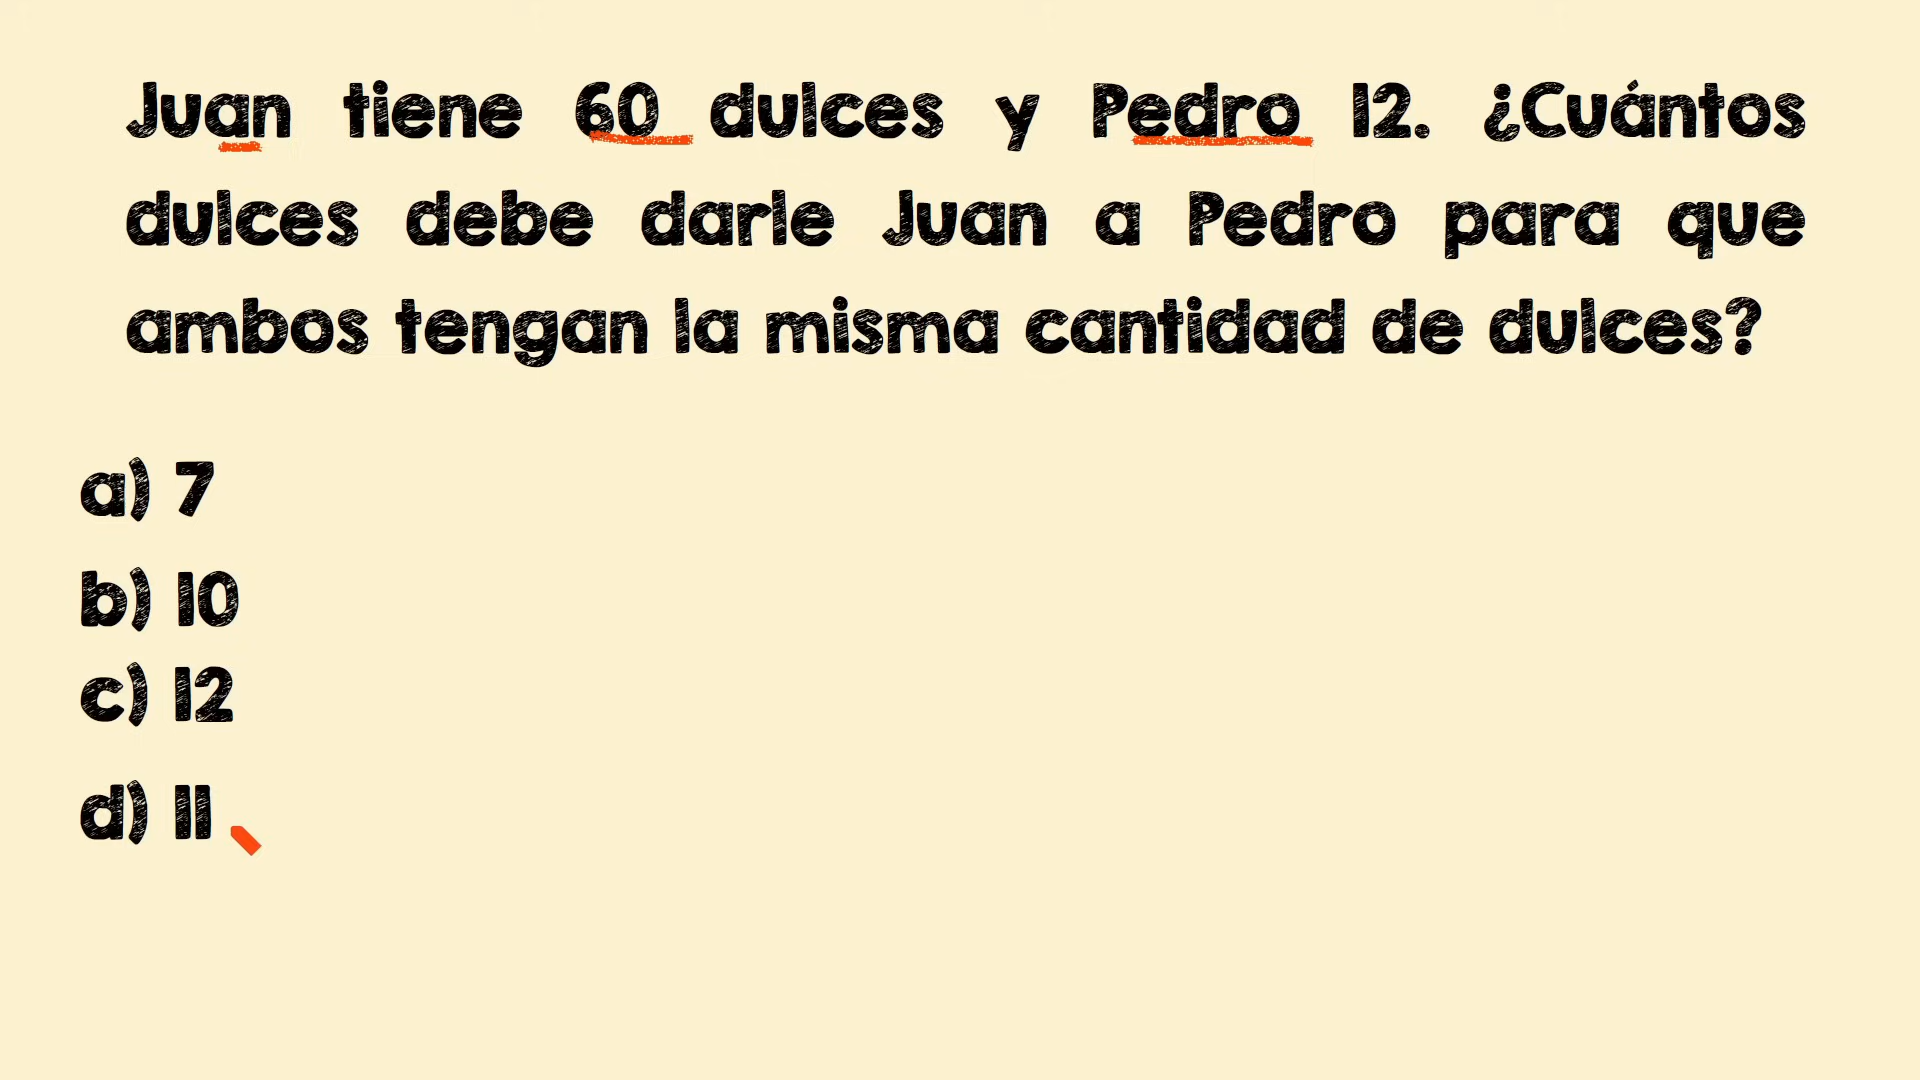 Juan tiene 60 dulces y Pedro 12. ¿Cuántos
dulces debe darle Juan a Pedro para que
ambos tengan la misma cantidad de dulces?
a) 7
b) 10
c) 12
d) 11